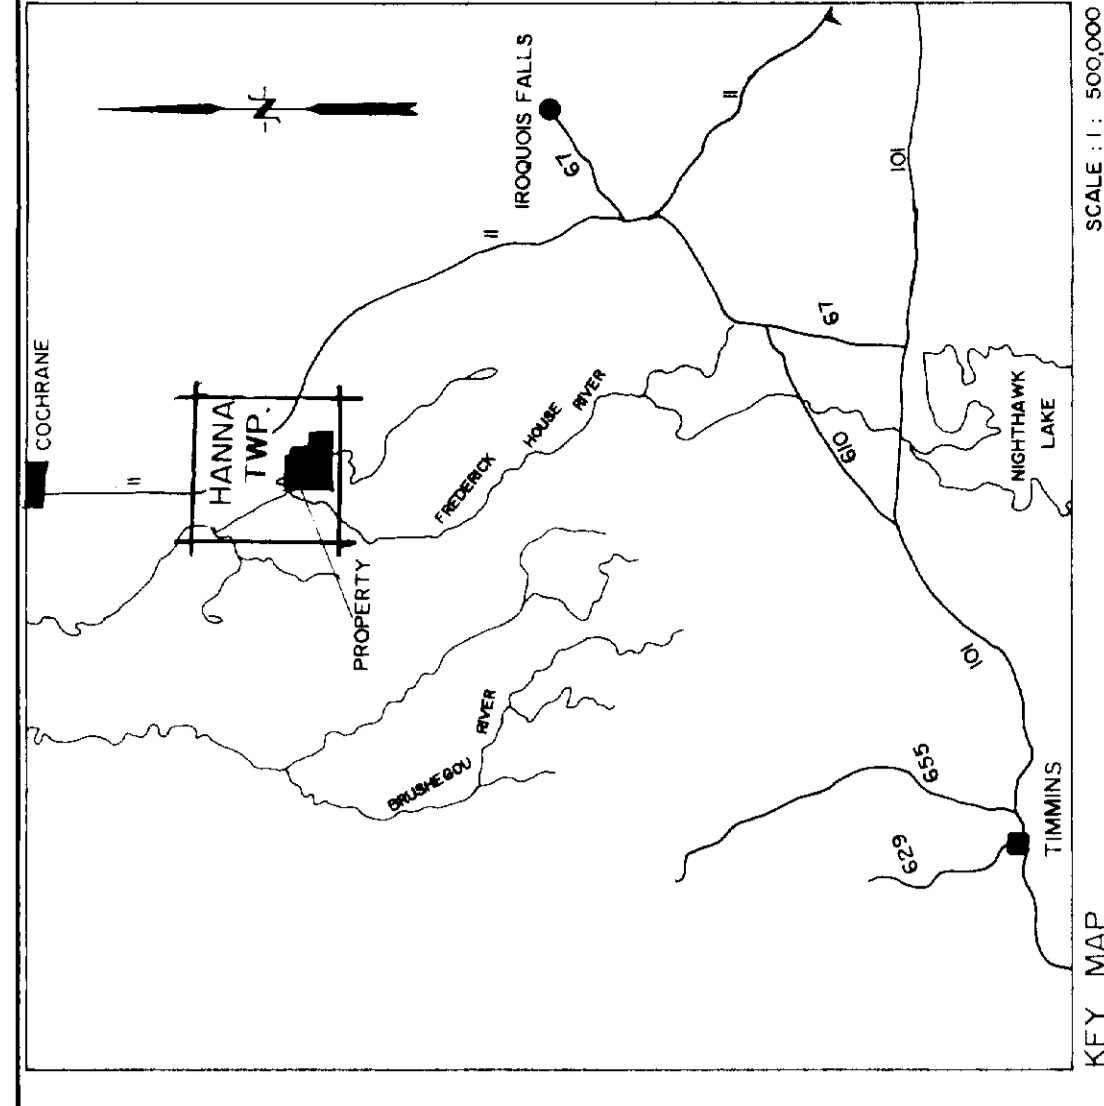 COCHRANE
11
HANNA
TWP.
N
IROQUOIS FALLS
67
11
11
PROPERTY
FREDERICK HOUSE RIVER
BRUSHEGOU RIVER
67
101
610
NIGHTHAWK
LAKE
101
655
629
TIMMINS
KEY MAP
SCALE : 1 : 500,000